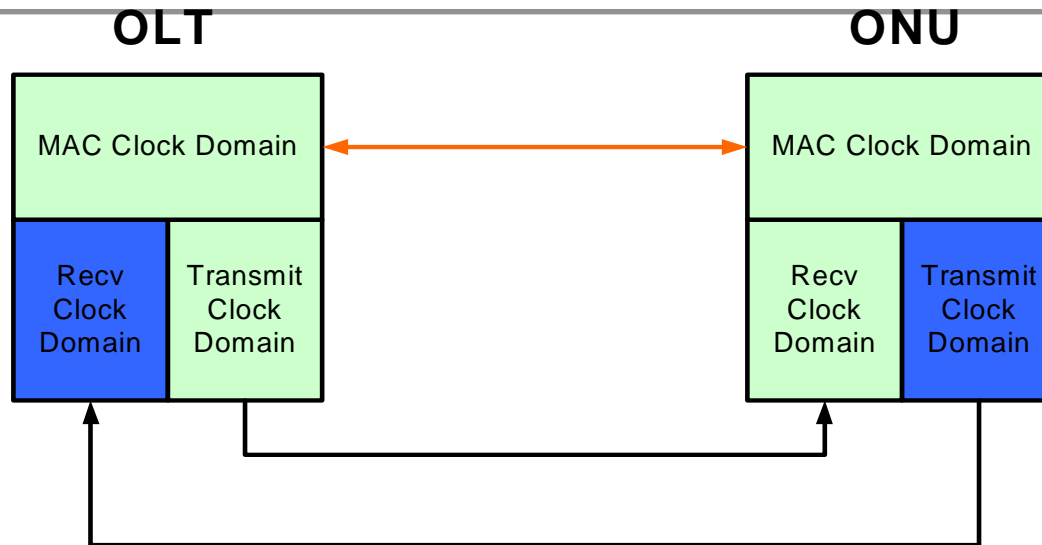 OLT
ONU
MAC Clock Domain
MAC Clock Domain
Recv
Clock
Domain
Transmit
Clock
Domain
Recv
Clock
Domain
Transmit
Clock
Domain